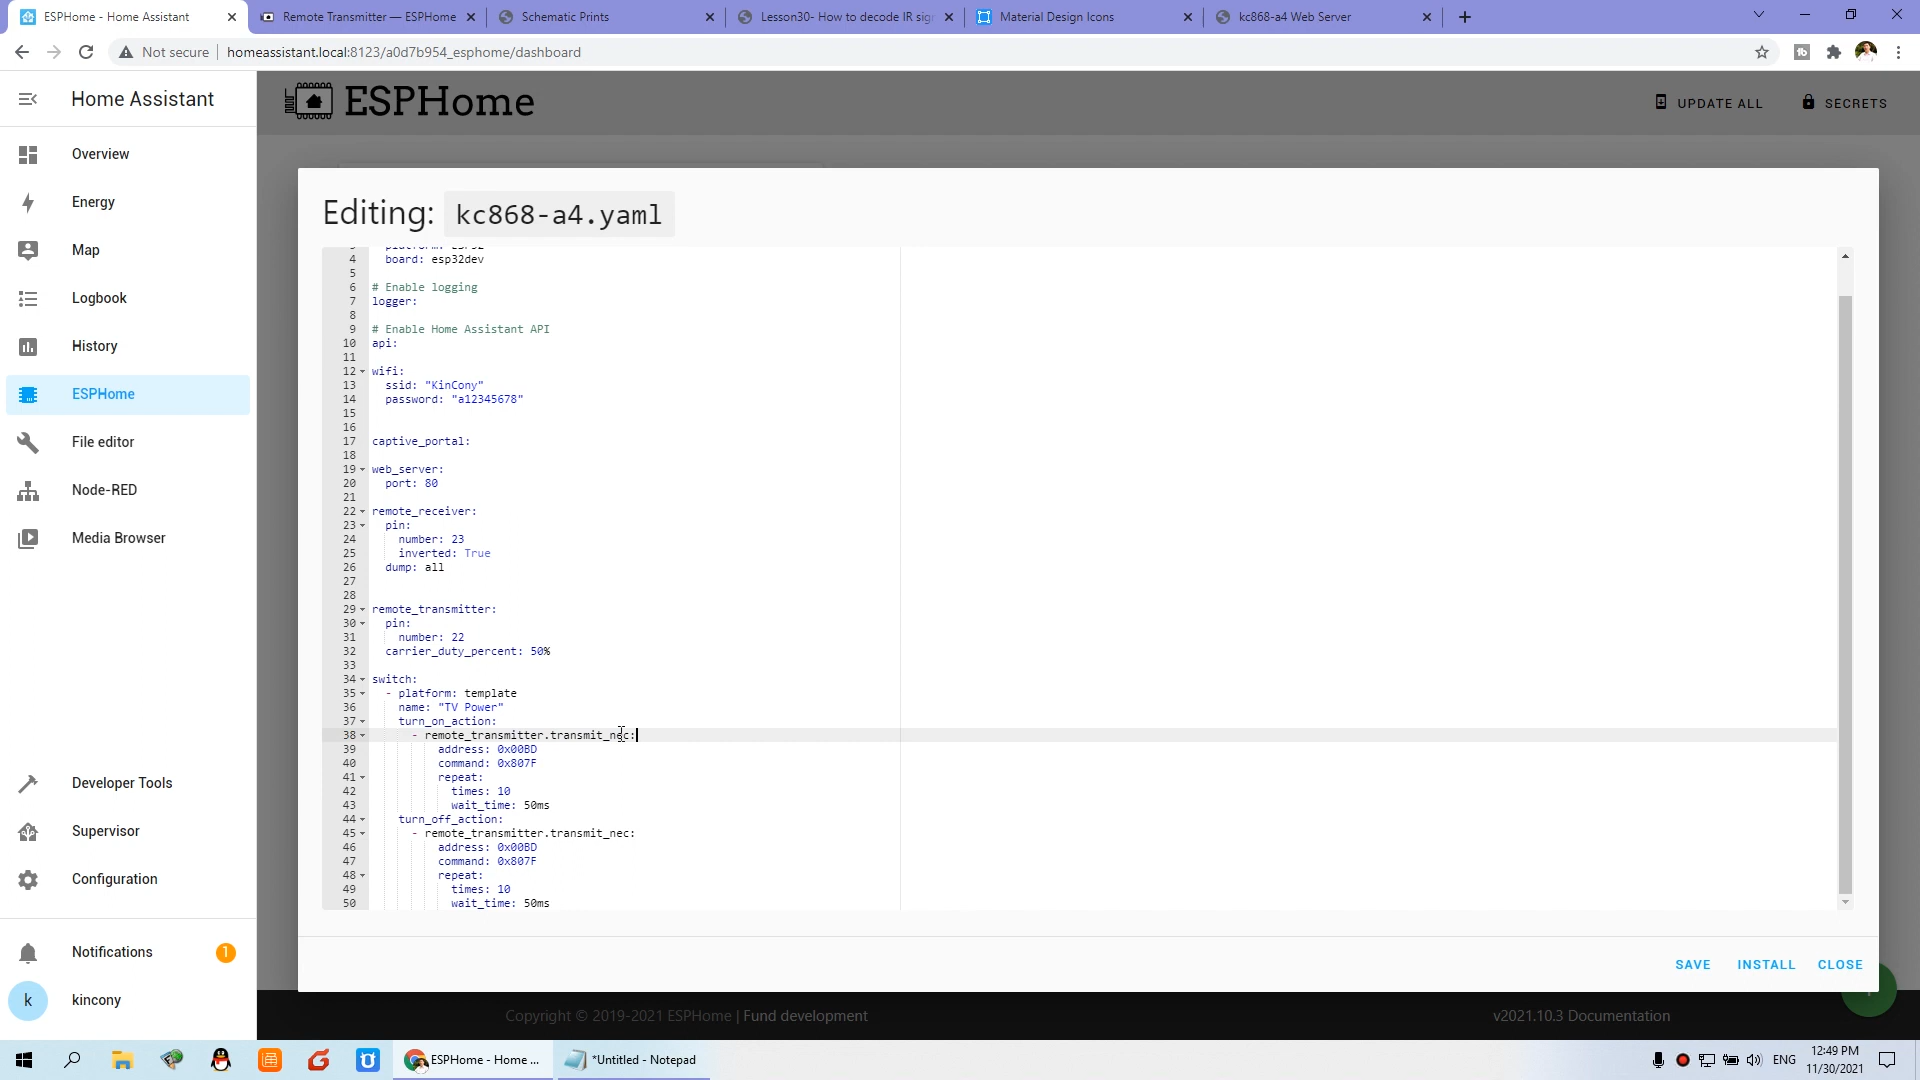 ESPHome - Home Assistant
Remote Transmitter — ESPHome
Schematic Prints
Lesson30- How to decode IR sig
Material Design Icons
kc868-a4 Web Server
Not secure
homeassistant.local:8123/a0d7b954_esphome/dashboard
Home Assistant
ESPHome
UPDATE ALL
SECRETS
Overview
Energy
Map
Logbook
History
ESPHome
File editor
Node-RED
Media Browser
Developer Tools
Supervisor
Configuration
Notifications
1
k
kincony
Editing: kc868-a4.yaml
3 platform: ESP32
4 board: esp32dev
5
6 # Enable logging
7 logger:
8
9 # Enable Home Assistant API
10 api:
11
12 wifi:
13 ssid: "KinCony"
14 password: "a12345678"
15
16
17 captive_portal:
18
19 web_server:
20 port: 80
21
22 remote_receiver:
23 pin:
24 number: 23
25 inverted: True
26 dump: all
27
28
29 remote_transmitter:
30 pin:
31 number: 22
32 carrier_duty_percent: 50%
33
34 switch:
35 - platform: template
36 name: "TV Power"
37 turn_on_action:
38 - remote_transmitter.transmit_nec:
39 address: 0x00BD
40 command: 0x807F
41 repeat:
42 times: 10
43 wait_time: 50ms
44 turn_off_action:
45 - remote_transmitter.transmit_nec:
46 address: 0x00BD
47 command: 0x807F
48 repeat:
49 times: 10
50 wait_time: 50ms
SAVE
INSTALL
CLOSE
Copyright © 2019-2021 ESPHome | Fund development
v2021.10.3 Documentation
ESPHome - Home ...
*Untitled - Notepad
ENG
12:49 PM
11/30/2021